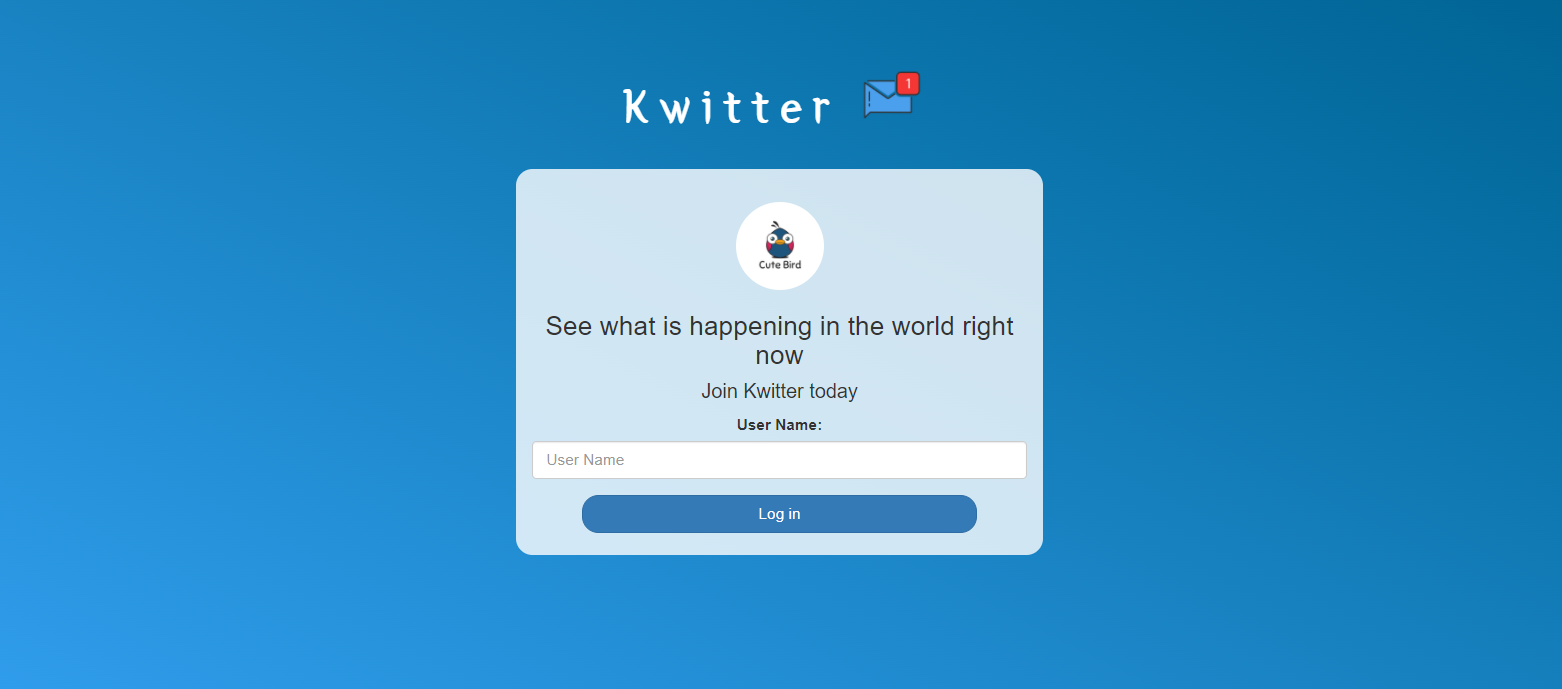 Kwitter
1
Cute Bird
See what is happening in the world right
now
Join Kwitter today
User Name:
User Name
Log in